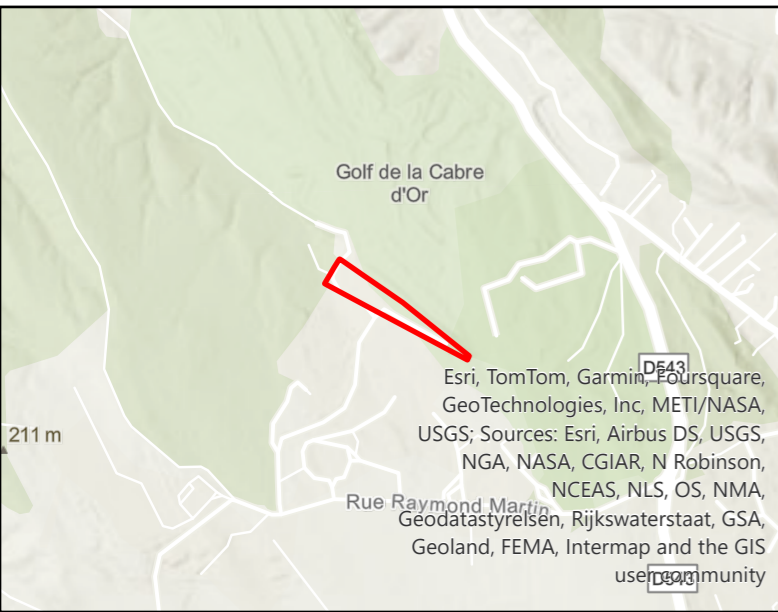 Golf de la Cabre
d'Or
D543
Esri, TomTom, Garmin, Foursquare,
GeoTechnologies, Inc, METI/NASA,
USGS; Sources: Esri, Airbus DS, USGS,
211 m
NGA, NASA, CGIAR, N Robinson,
NCEAS, NLS, OS, NMA,
Rue Raymond Martin
Geodatastyrelsen, Rijkswaterstaat, GSA,
Geoland, FEMA, Intermap and the GIS
user community
D543